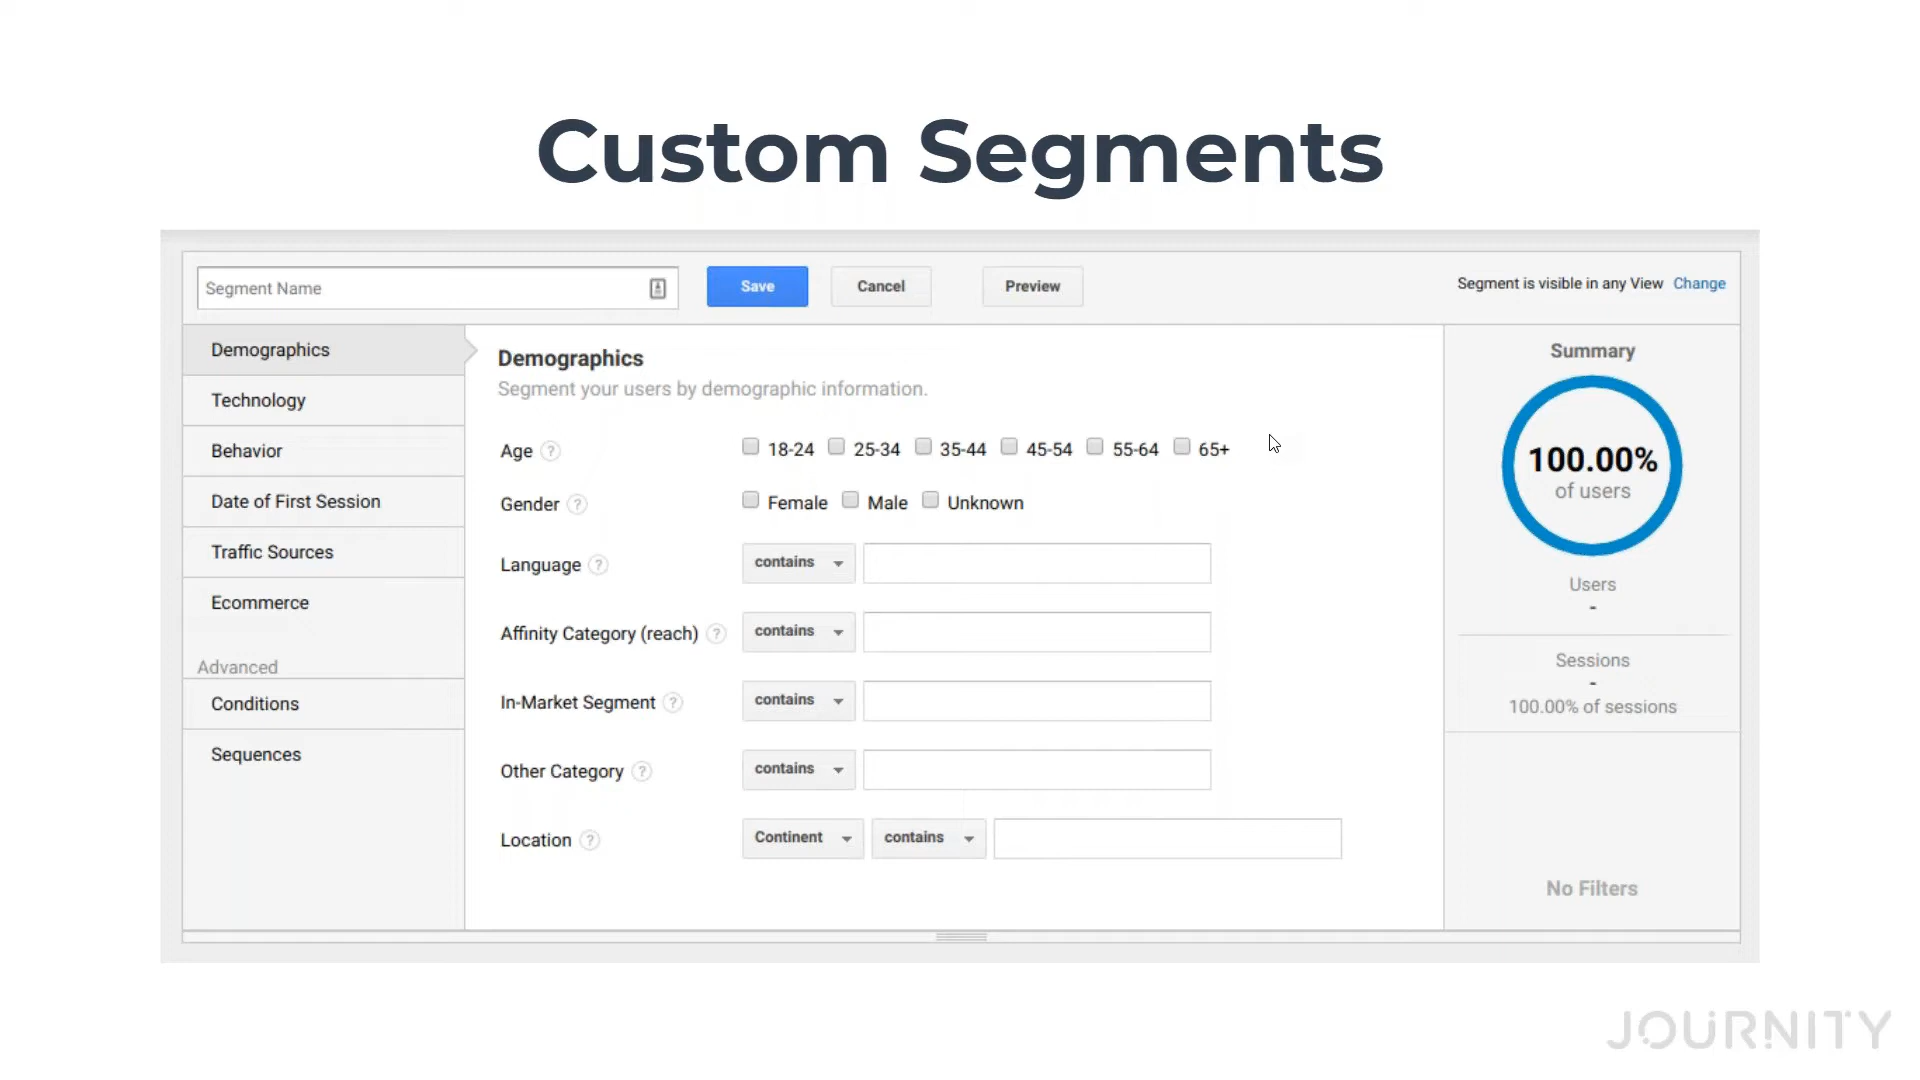 Custom Segments
Segment Name
Save
Cancel
Preview
Segment is visible in any View Change
Demographics
Technology
Behavior
Date of First Session
Traffic Sources
Ecommerce
Advanced
Conditions
Sequences
Demographics
Segment your users by demographic information.
Age ? 18-24 25-34 35-44 45-54 55-64 65+
Gender ? Female Male Unknown
Language ? contains
Affinity Category (reach) ? contains
In-Market Segment ? contains
Other Category ? contains
Location ? Continent contains
Summary
100.00%
of users
Users
-
Sessions
-
100.00% of sessions
No Filters
JOURNITY